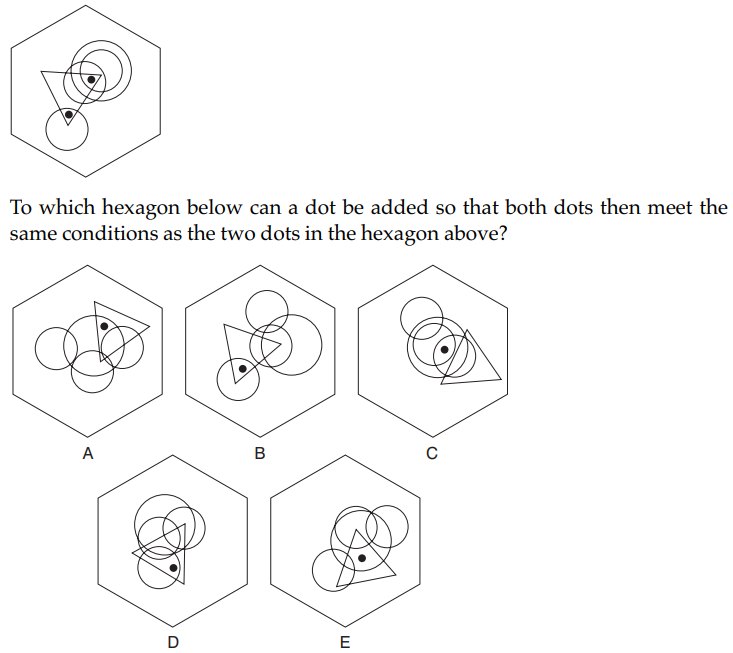 To which hexagon below can a dot be added so that both dots then meet the
same conditions as the two dots in the hexagon above?
A
B
C
D
E